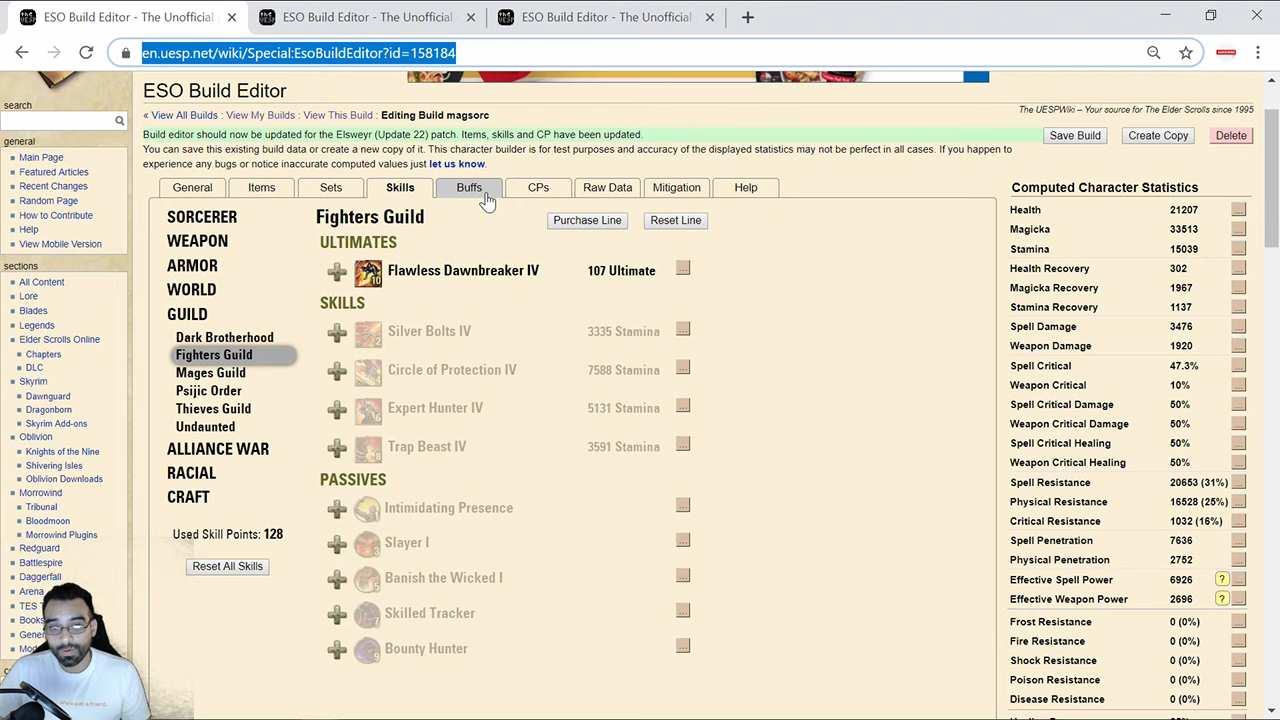 ESO Build Editor - The Unofficial
ESO Build Editor - The Unofficial
ESO Build Editor - The Unofficial
en.uesp.net/wiki/Special:EsoBuildEditor?id=158184
search
general
Main Page
Featured Articles
Recent Changes
Random Page
How to Contribute
Help
View Mobile Version
sections
All Content
Lore
Blades
Legends
Elder Scrolls Online
Chapters
DLC
Skyrim
Dawnguard
Dragonborn
Skyrim Add-ons
Oblivion
Knights of the Nine
Shivering Isles
Oblivion Downloads
Morrowind
Tribunal
Bloodmoon
Morrowind Plugins
Redguard
Battlespire
Daggerfall
Arena
TES T
Books
Gener
Mod
ESO Build Editor
The UESPWiki – Your source for The Elder Scrolls since 1995
« View All Builds : View My Builds : View This Build : Editing Build magsorc
Build editor should now be updated for the Elsweyr (Update 22) patch. Items, skills and CP have been updated.
You can save this existing build data or create a new copy of it. This character builder is for test purposes and accuracy of the displayed statistics may not be perfect in all cases. If you happen to
experience any bugs or notice inaccurate computed values just let us know.
Save Build Create Copy Delete
General Items Sets Skills Buffs CPs Raw Data Mitigation Help
SORCERER
WEAPON
ARMOR
WORLD
GUILD
Dark Brotherhood
Fighters Guild
Mages Guild
Psijic Order
Thieves Guild
Undaunted
ALLIANCE WAR
RACIAL
CRAFT
Used Skill Points: 128
Reset All Skills
Fighters Guild Purchase Line Reset Line
ULTIMATES
10 Flawless Dawnbreaker IV 107 Ultimate ...
SKILLS
2 Silver Bolts IV 3335 Stamina ...
Circle of Protection IV 7588 Stamina ...
6 Expert Hunter IV 5131 Stamina ...
8 Trap Beast IV 3591 Stamina ...
PASSIVES
Intimidating Presence ...
3 Slayer I ...
5 Banish the Wicked I ...
Skilled Tracker ...
9 Bounty Hunter ...
Computed Character Statistics
Health 21207 ...
Magicka 33513 ...
Stamina 15039 ...
Health Recovery 302 ...
Magicka Recovery 1967 ...
Stamina Recovery 1137 ...
Spell Damage 3476 ...
Weapon Damage 1920 ...
Spell Critical 47.3% ...
Weapon Critical 10% ...
Spell Critical Damage 50% ...
Weapon Critical Damage 50% ...
Spell Critical Healing 50% ...
Weapon Critical Healing 50% ...
Spell Resistance 20653 (31%) ...
Physical Resistance 16528 (25%) ...
Critical Resistance 1032 (16%) ...
Spell Penetration 7636 ...
Physical Penetration 2752 ...
Effective Spell Power 6926 ? ...
Effective Weapon Power 2696 ? ...
Frost Resistance 0 (0%) ...
Fire Resistance 0 (0%) ...
Shock Resistance 0 (0%) ...
Poison Resistance 0 (0%) ...
Disease Resistance 0 (0%) ...